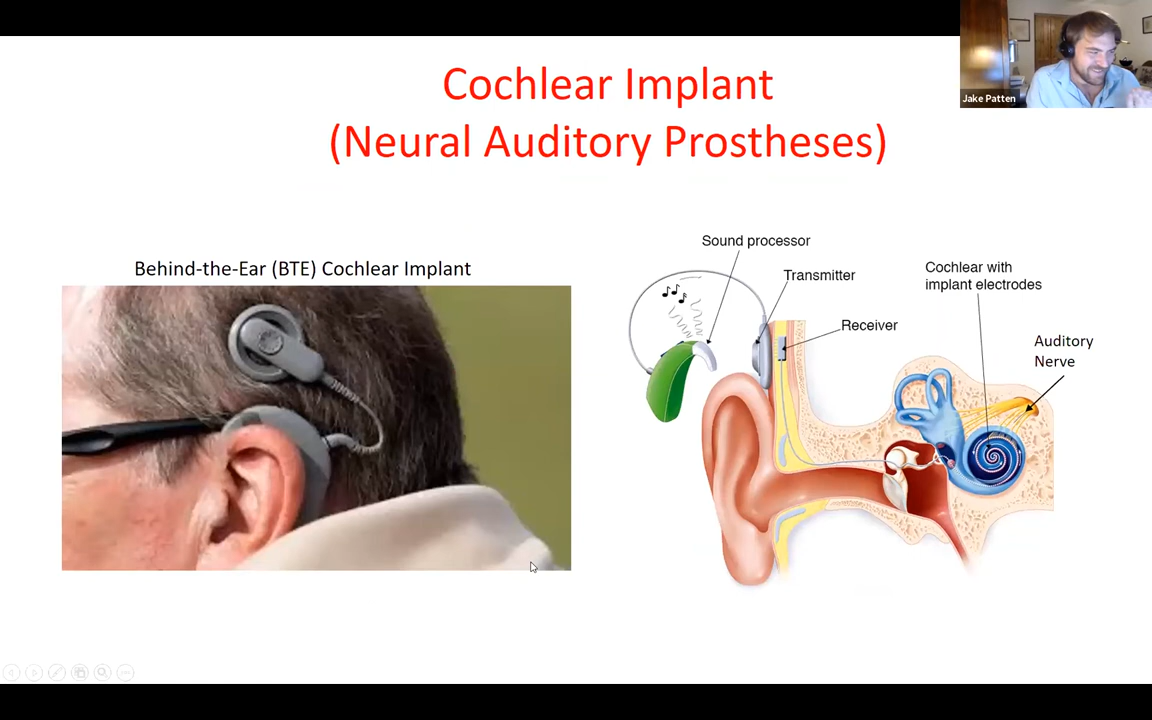 Cochlear Implant
(Neural Auditory Prostheses)
Jake Patten
Behind-the-Ear (BTE) Cochlear Implant
Sound processor
Transmitter
Receiver
Cochlear with
implant electrodes
Auditory
Nerve